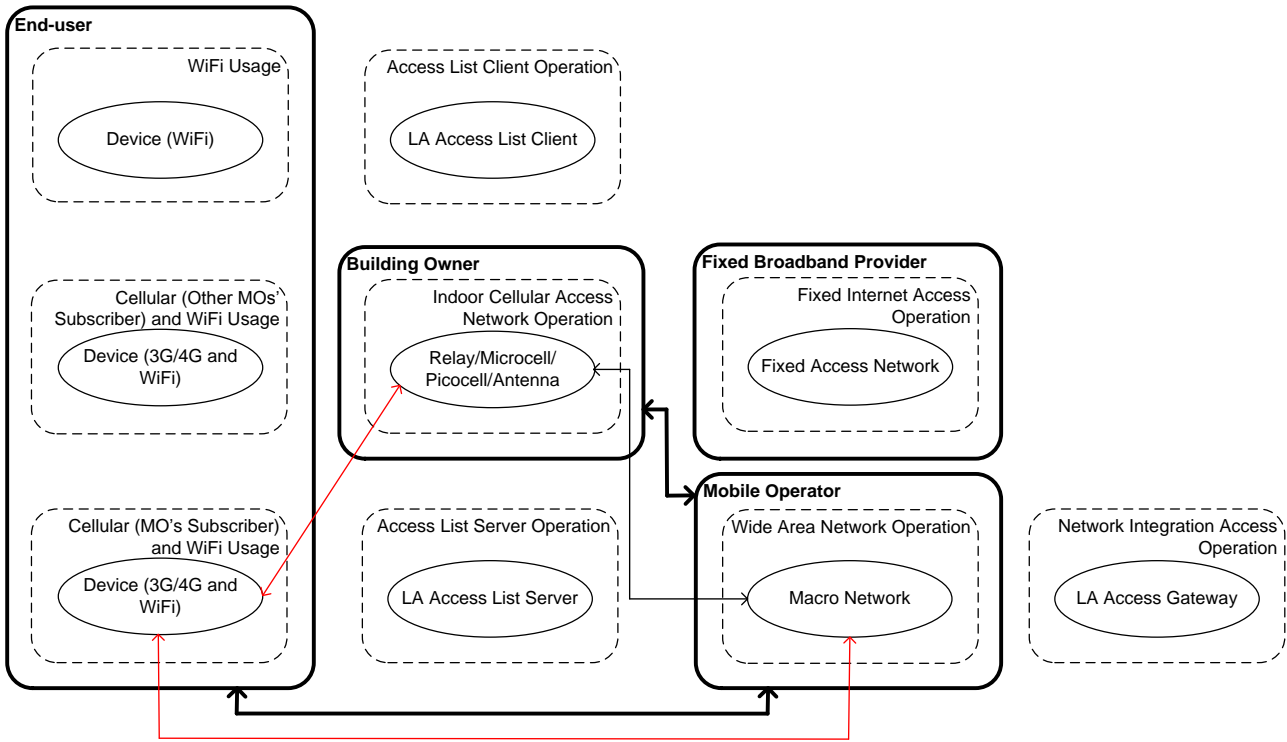 End-user
WiFi Usage
Device (WiFi)
Access List Client Operation
LA Access List Client
Cellular (Other MOs'
Subscriber) and WiFi Usage
Device (3G/4G and
WiFi)
Building Owner
Indoor Cellular Access
Network Operation
Relay/Microcell/
Picocell/Antenna
Fixed Broadband Provider
Fixed Internet Access
Operation
Fixed Access Network
Cellular (MO's Subscriber)
and WiFi Usage
Device (3G/4G and
WiFi)
Access List Server Operation
LA Access List Server
Mobile Operator
Wide Area Network Operation
Macro Network
Network Integration Access
Operation
LA Access Gateway